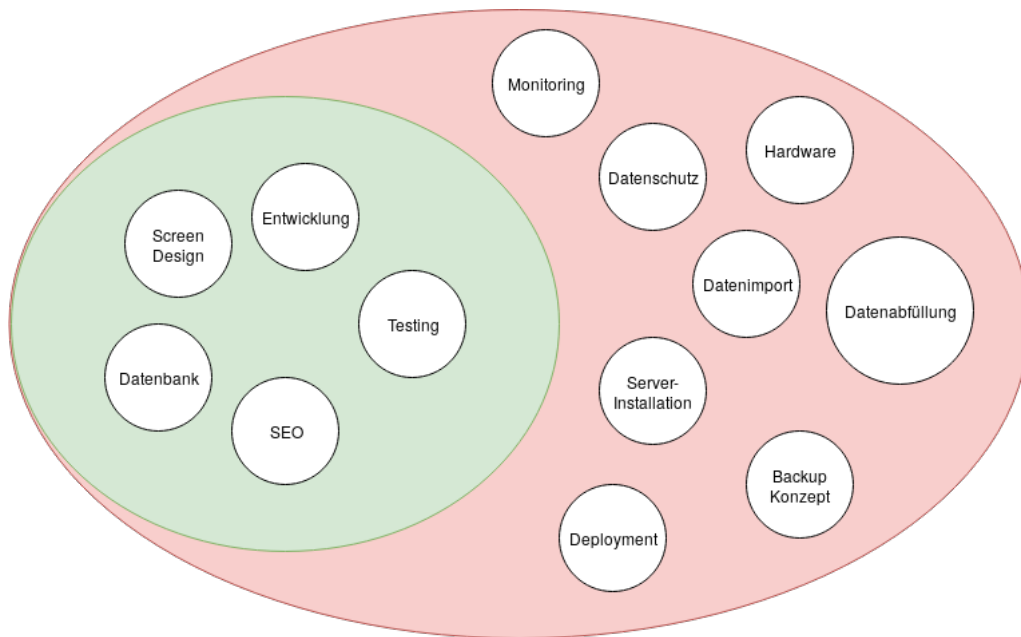 Monitoring
Hardware
Datenschutz
Entwicklung
Screen
Design
Datenimport
Datenabfüllung
Testing
Datenbank
Server-
Installation
SEO
Backup
Konzept
Deployment